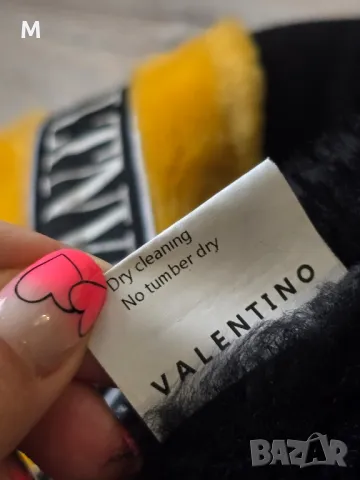 M
Dry cleaning
No tumber dry
VALENTINO
BAZAR